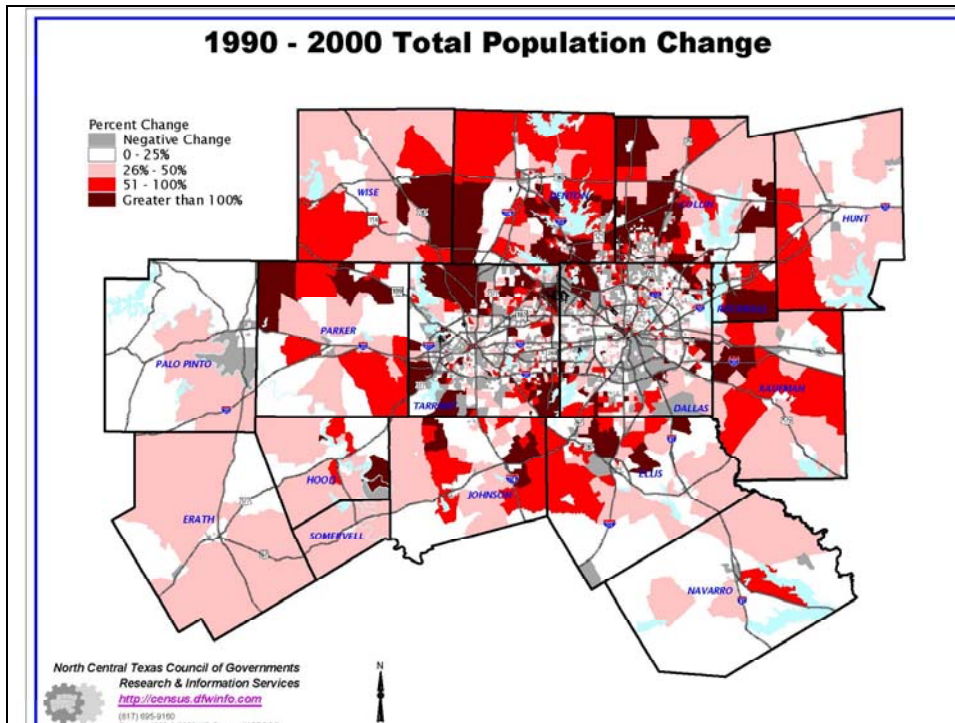 1990 - 2000 Total Population Change
Percent Change
Negative Change
0 - 25%
26% - 50%
51 - 100%
Greater than 100%
WISE
DENTON
COLLIN
HUNT
PALO PINTO
PARKER
TARRANT
DALLAS
ROCKWALL
KAUFMAN
ERATH
HOOD
SOMERVELL
JOHNSON
ELLIS
NAVARRO
North Central Texas Council of Governments
Research & Information Services
http://census.dfwinfo.com
(817) 695-9160
N